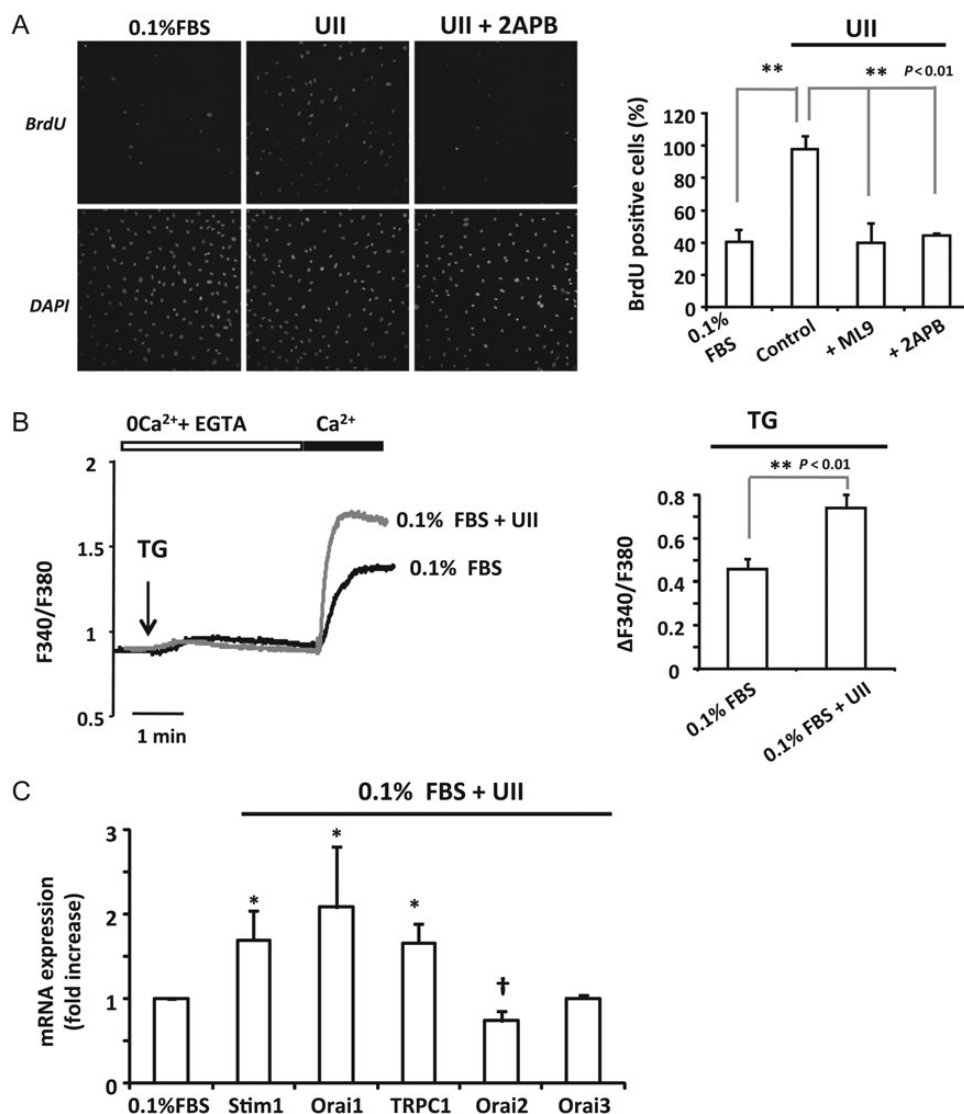 A
0.1%FBS UII UII + 2APB
BrdU
DAPI
UII
** ** P < 0.01
BrdU positive cells (%)
120
100
80
60
40
20
0
0.1% FBS
Control
+ ML9
+ 2APB
B
0Ca²⁺+ EGTA Ca²⁺
F340/F380
2
1.5
1
0.5
TG
0.1% FBS + UII
0.1% FBS
1 min
TG
** P < 0.01
ΔF340/F380
0.8
0.6
0.4
0.2
0
0.1% FBS
0.1% FBS + UII
C
0.1% FBS + UII
mRNA expression
(fold increase)
3
2
1
0
* * * †
0.1%FBS Stim1 Orai1 TRPC1 Orai2 Orai3